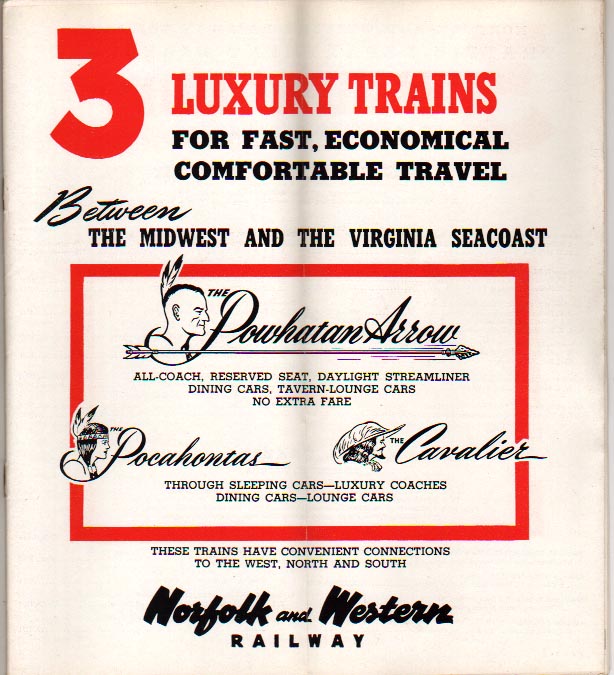 3 LUXURY TRAINS
FOR FAST, ECONOMICAL
COMFORTABLE TRAVEL
Between
THE MIDWEST AND THE VIRGINIA SEACOAST
THE Powhatan Arrow
ALL-COACH, RESERVED SEAT, DAYLIGHT STREAMLINER
DINING CARS, TAVERN-LOUNGE CARS
NO EXTRA FARE
THE Pocahontas
THE Cavalier
THROUGH SLEEPING CARS—LUXURY COACHES
DINING CARS—LOUNGE CARS
THESE TRAINS HAVE CONVENIENT CONNECTIONS
TO THE WEST, NORTH AND SOUTH
Norfolk and Western
RAILWAY